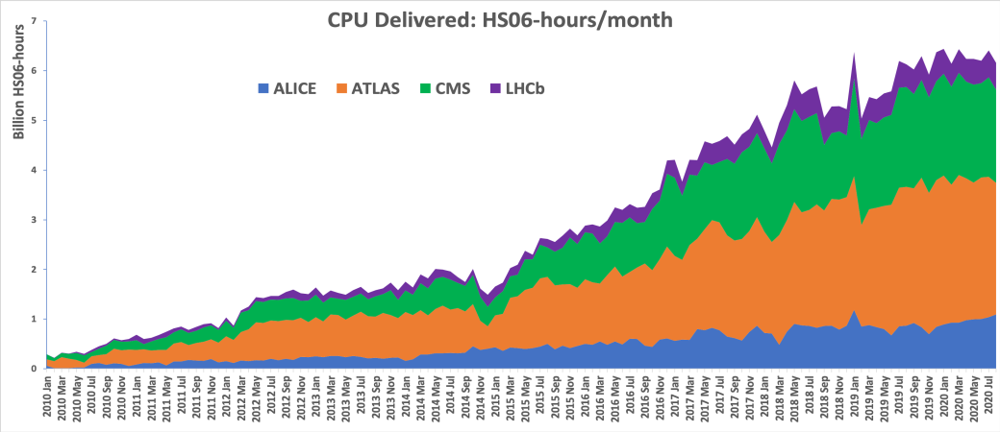 CPU Delivered: HS06-hours/month
Billion HS06-hours
7
6
5
4
3
2
1
0
ALICE ATLAS CMS LHCb
2010 Jan
2010 Mar
2010 May
2010 Jul
2010 Sep
2010 Nov
2011 Jan
2011 Mar
2011 May
2011 Jul
2011 Sep
2011 Nov
2012 Jan
2012 Mar
2012 May
2012 Jul
2012 Sep
2012 Nov
2013 Jan
2013 Mar
2013 May
2013 Jul
2013 Sep
2013 Nov
2014 Jan
2014 Mar
2014 May
2014 Jul
2014 Sep
2014 Nov
2015 Jan
2015 Mar
2015 May
2015 Jul
2015 Sep
2015 Nov
2016 Jan
2016 Mar
2016 May
2016 Jul
2016 Sep
2016 Nov
2017 Jan
2017 Mar
2017 May
2017 Jul
2017 Sep
2017 Nov
2018 Jan
2018 Mar
2018 May
2018 Jul
2018 Sep
2018 Nov
2019 Jan
2019 Mar
2019 May
2019 Jul
2019 Sep
2019 Nov
2020 Jan
2020 Mar
2020 May
2020 Jul